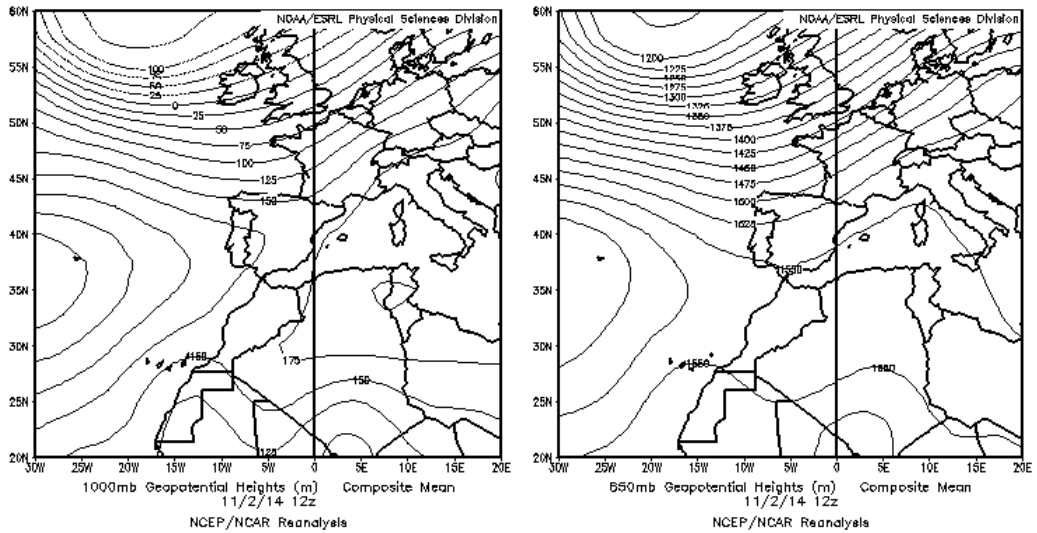 NOAA/ESRL Physical Sciences Division
60N
55N
50N
45N
40N
35N
30N
25N
20N
100
50
25
0
25
50
75
100
125
150
150
175
150
125
30W 25W 20W 15W 10W 5W 0 5E 10E 15E 20E
1000mb Geopotential Heights (m) Composite Mean
11/2/14 12z
NCEP/NCAR Reanalysis
NOAA/ESRL Physical Sciences Division
60N
55N
50N
45N
40N
35N
30N
25N
20N
1200
1225
1250
1275
1300
1325
1350
1375
1400
1425
1450
1475
1500
1525
1550
1550
1550
30W 25W 20W 15W 10W 5W 0 5E 10E 15E 20E
850mb Geopotential Heights (m) Composite Mean
11/2/14 12z
NCEP/NCAR Reanalysis